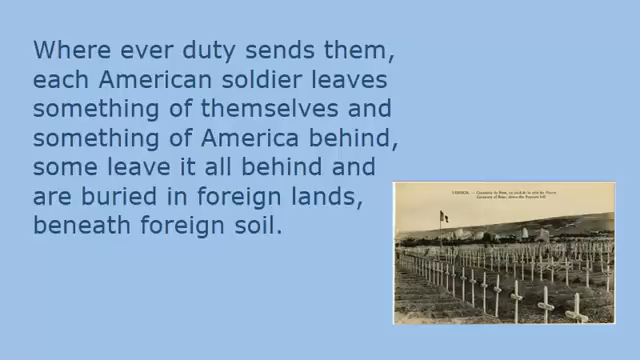 Where ever duty sends them,
each American soldier leaves
something of themselves and
something of America behind,
some leave it all behind and
are buried in foreign lands,
beneath foreign soil.